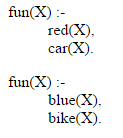 fun(X) :-
red(X),
car(X).
fun(X) :-
blue(X),
bike(X).